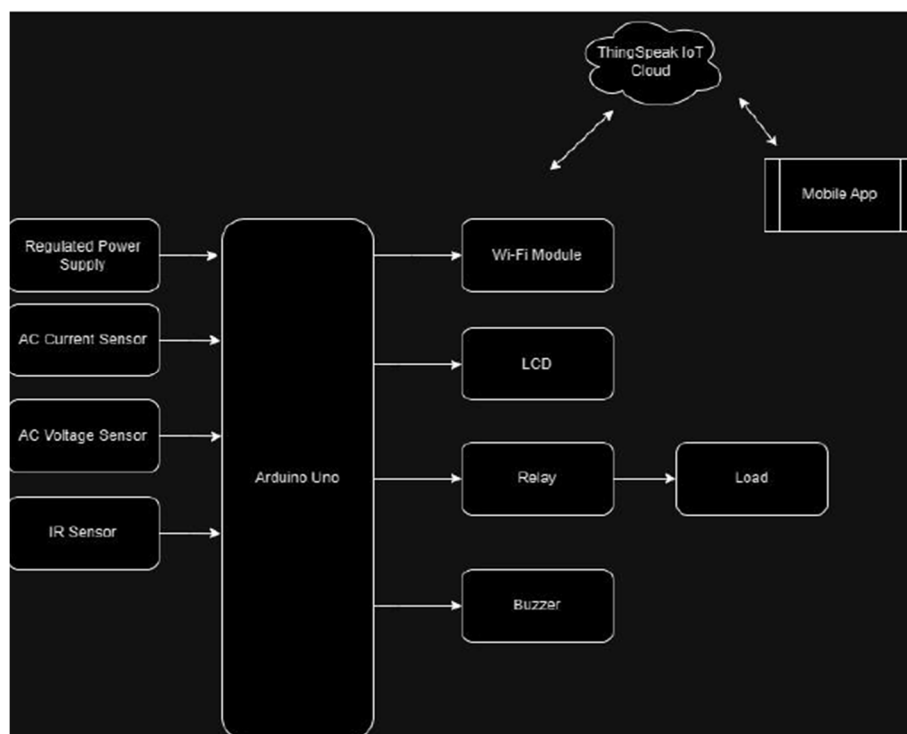 ThingSpeak IoT
Cloud
Mobile App
Regulated Power
Supply
Wi-Fi Module
AC Current Sensor
LCD
AC Voltage Sensor
Arduino Uno
Relay
Load
IR Sensor
Buzzer